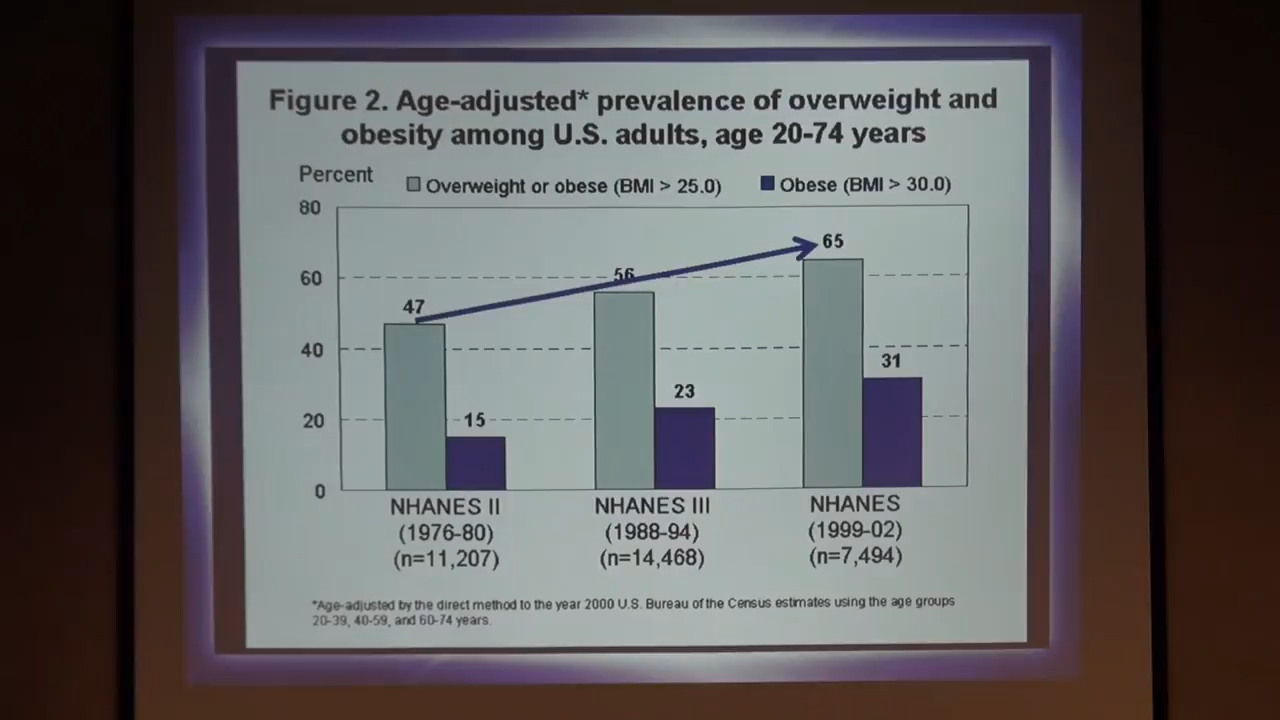 Figure 2. Age-adjusted* prevalence of overweight and
obesity among U.S. adults, age 20-74 years
Percent
Overweight or obese (BMI > 25.0)
Obese (BMI > 30.0)
80
60
40
20
0
47
15
56
23
65
31
NHANES II
(1976-80)
(n=11,207)
NHANES III
(1988-94)
(n=14,468)
NHANES
(1999-02)
(n=7,494)
*Age-adjusted by the direct method to the year 2000 U.S. Bureau of the Census estimates using the age groups
20-39, 40-59, and 60-74 years.